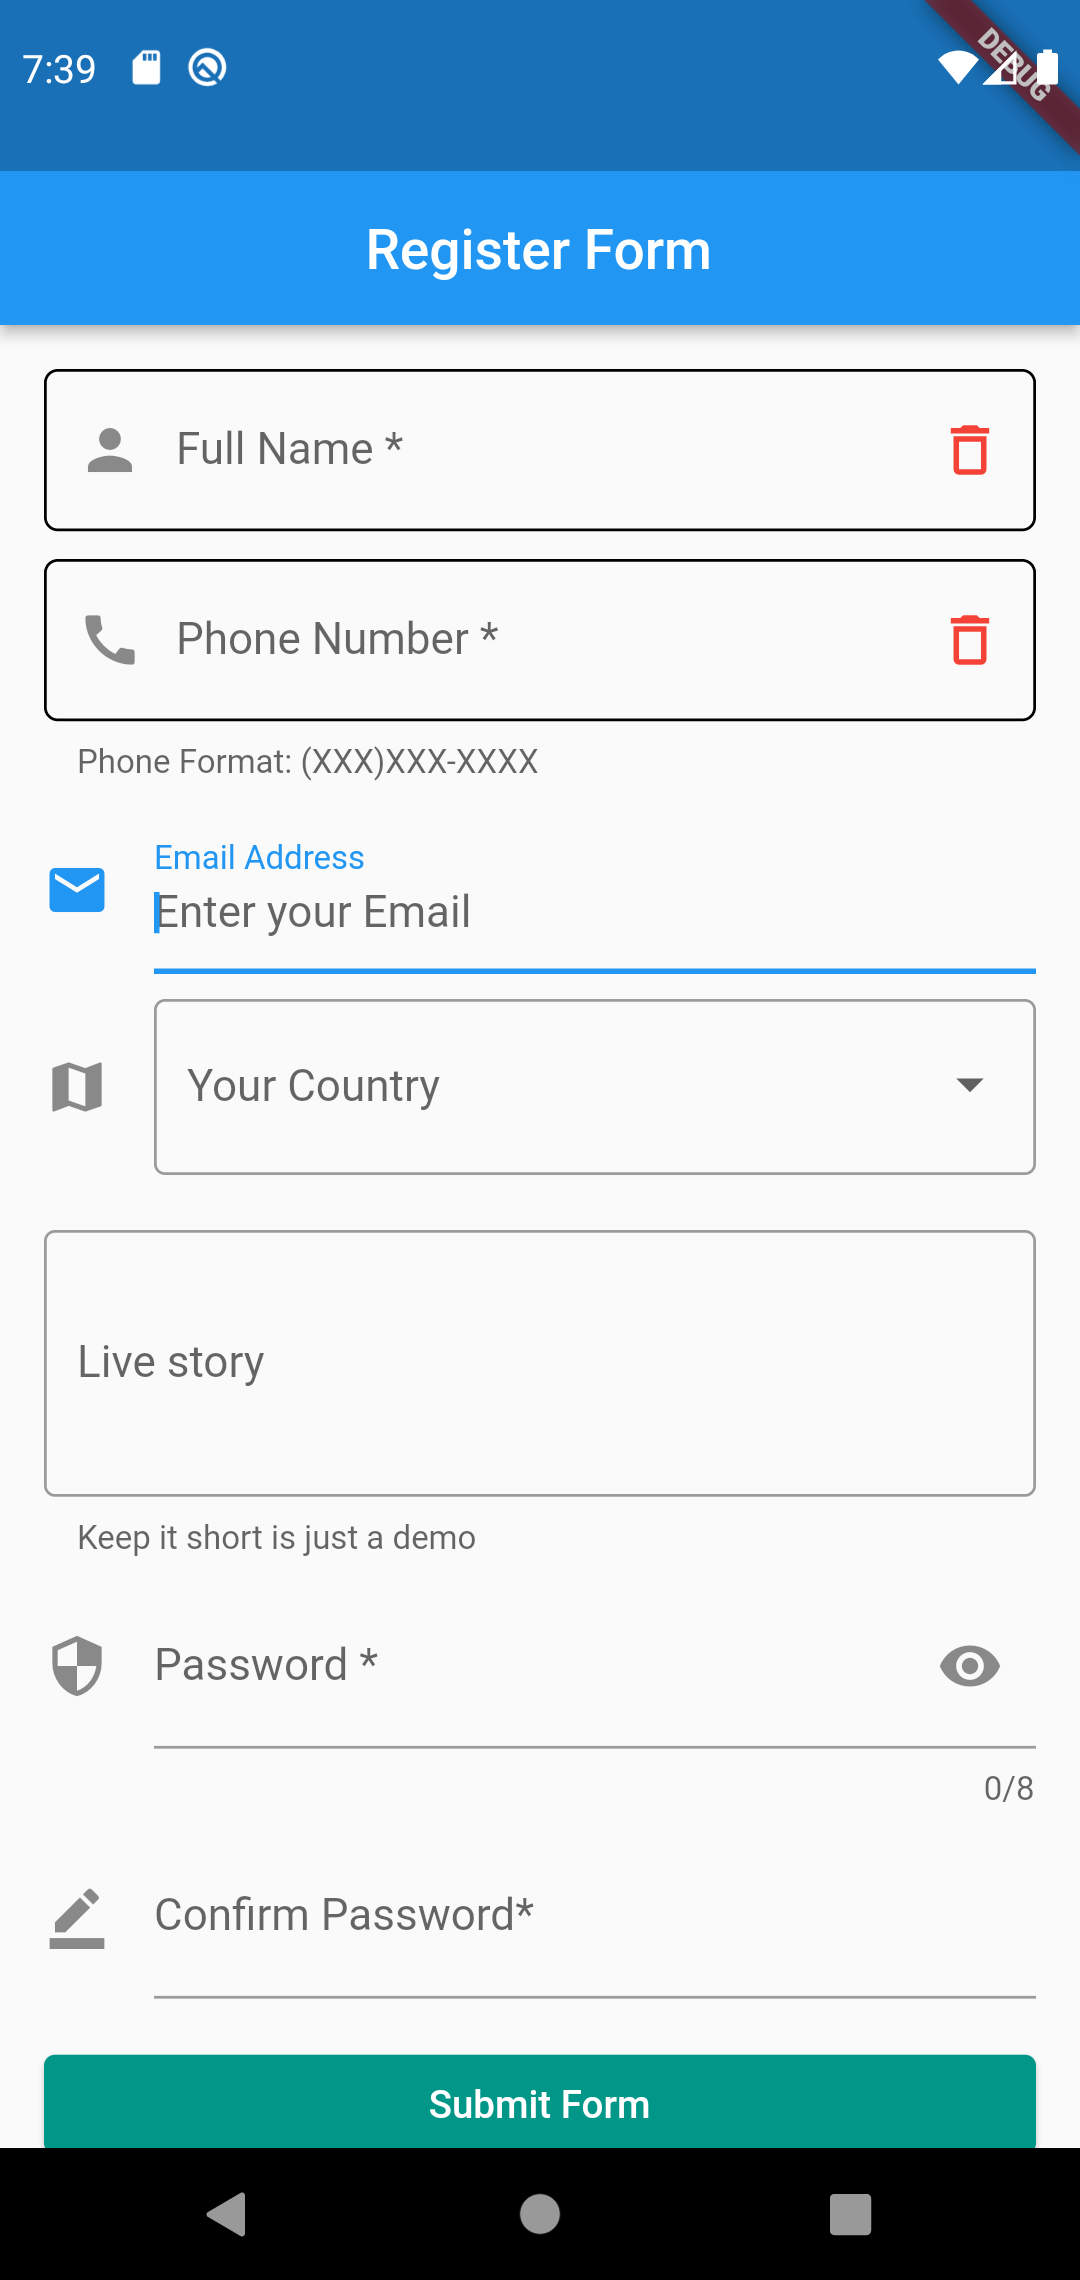 7:39
DEBUG
Register Form
Full Name *
Phone Number *
Phone Format: (XXX)XXX-XXXX
Email Address
Enter your Email
Your Country
Live story
Keep it short is just a demo
Password *
0/8
Confirm Password*
Submit Form